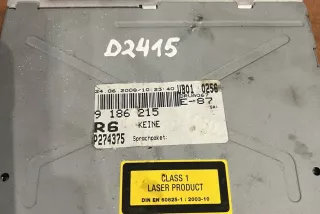 D2415
24.06.2009/10:23:40 VB01 0256
E-87
9 186 215
R6 KEINE
P274375 Sprachpaket:
CLASS 1
LASER PRODUCT
DIN EN 60825-1 : 2003-10